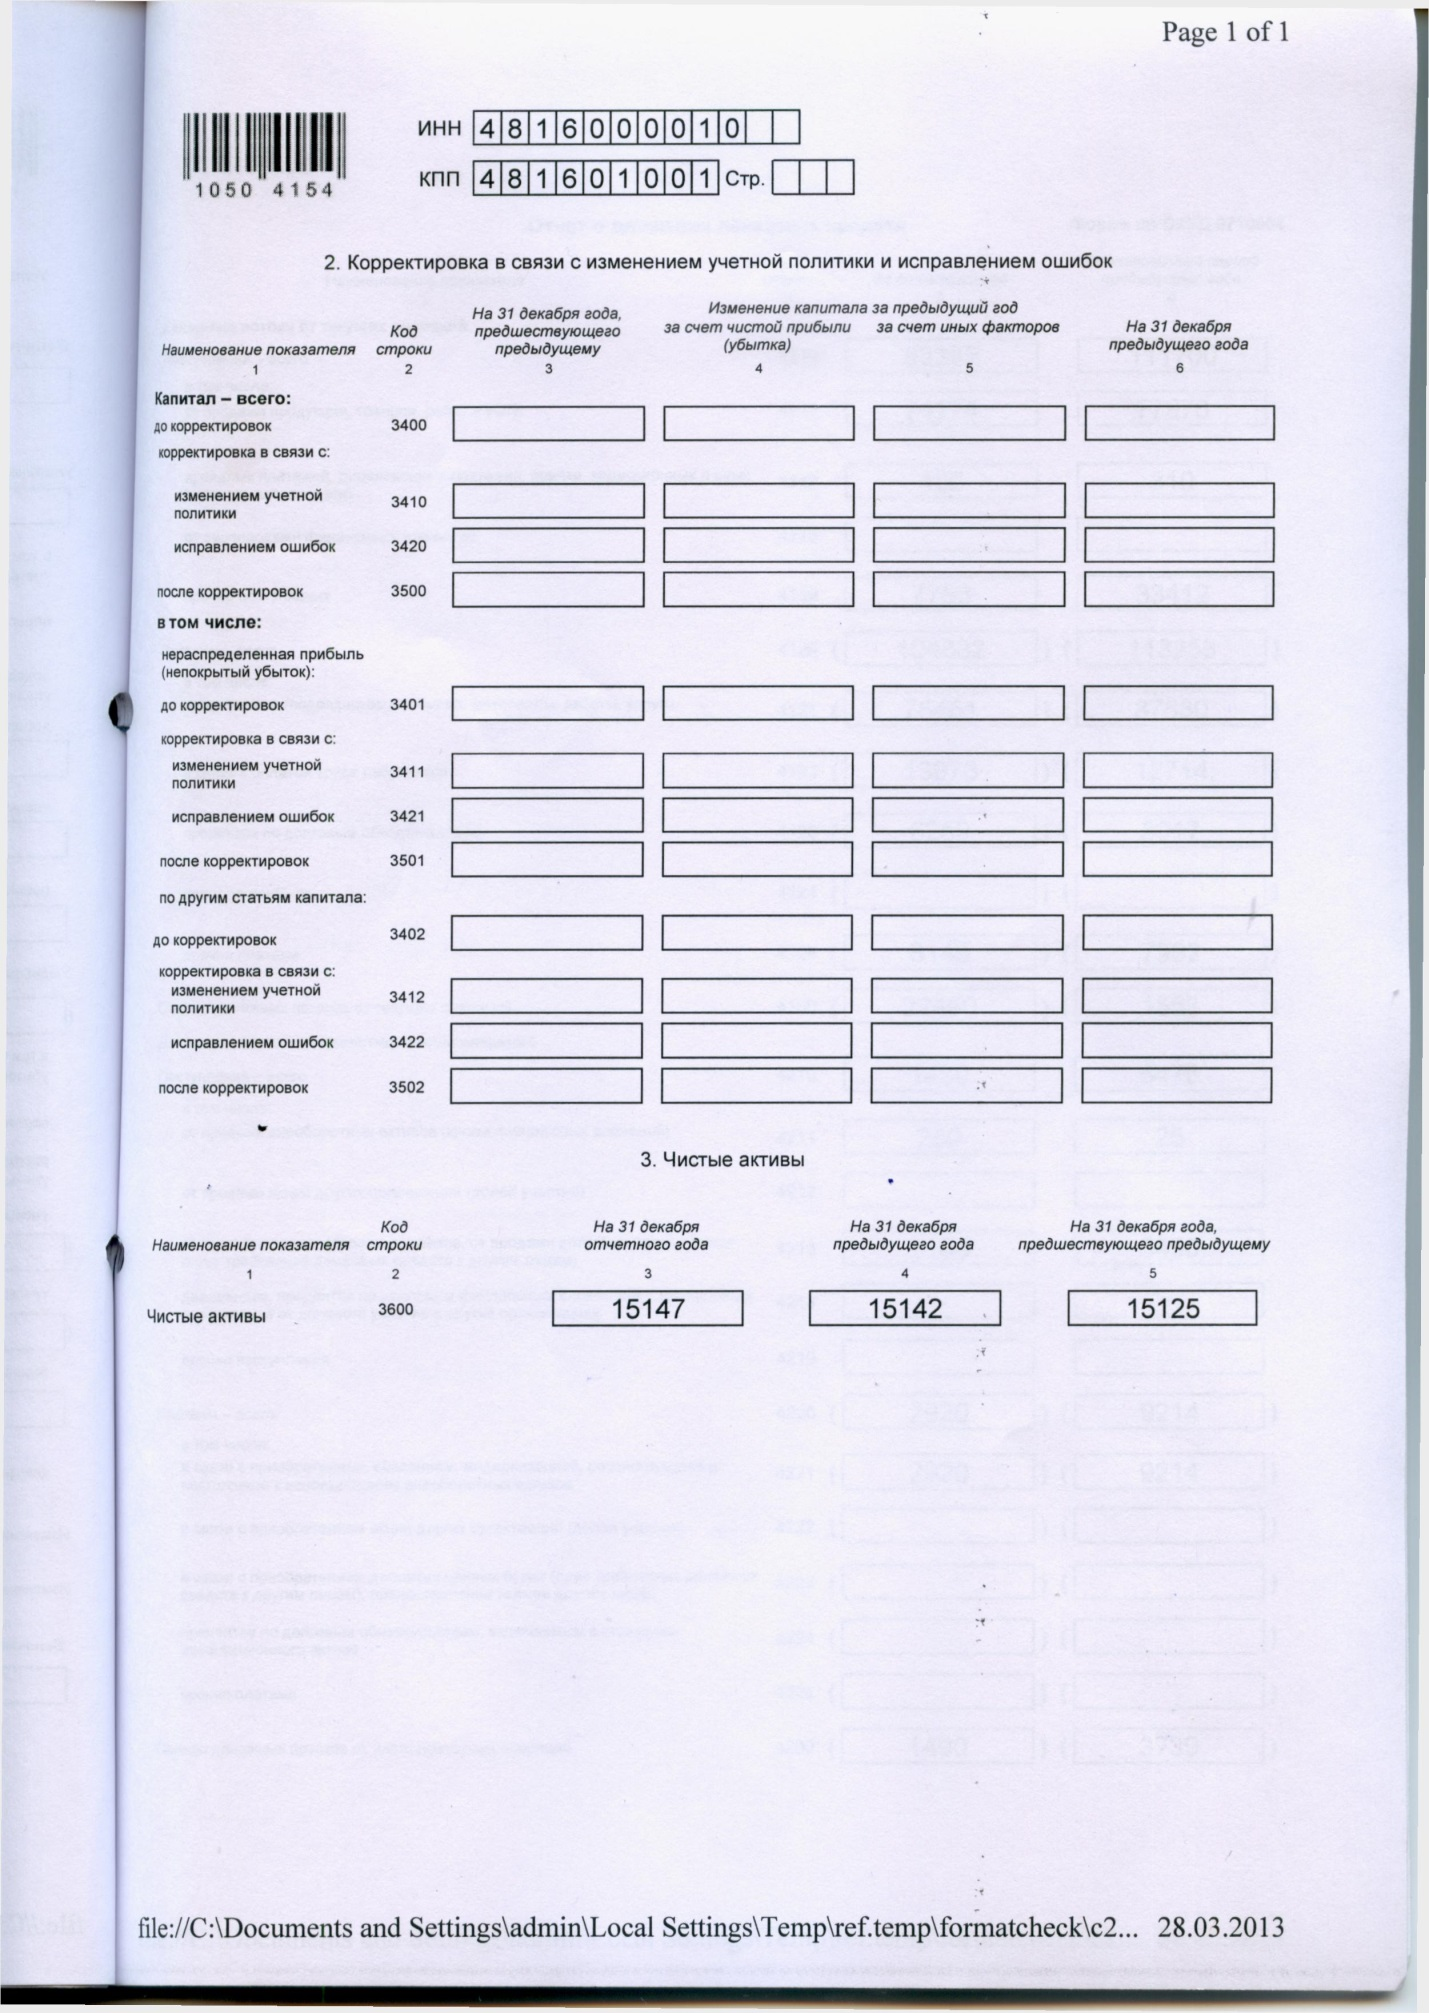 Page 1 of 1
ИНН 4816000010
1050 4154
КПП 481601001 Стр.
2. Корректировка в связи с изменением учетной политики и исправлением ошибок
Наименование показателя
Код строки
На 31 декабря года, предшествующего предыдущему
Изменение капитала за предыдущий год
за счет чистой прибыли (убытка)
за счет иных факторов
На 31 декабря предыдущего года
1 2 3 4 5 6
Капитал – всего:
до корректировок 3400
корректировка в связи с:
изменением учетной политики 3410
исправлением ошибок 3420
после корректировок 3500
в том числе:
нераспределенная прибыль
(непокрытый убыток):
до корректировок 3401
корректировка в связи с:
изменением учетной политики 3411
исправлением ошибок 3421
после корректировок 3501
по другим статьям капитала:
до корректировок 3402
корректировка в связи с:
изменением учетной политики 3412
исправлением ошибок 3422
после корректировок 3502
3. Чистые активы
Наименование показателя
Код строки
На 31 декабря отчетного года
На 31 декабря предыдущего года
На 31 декабря года, предшествующего предыдущему
1 2 3 4 5
Чистые активы 3600 15147 15142 15125
file://C:\Documents and Settings\admin\Local Settings\Temp\ref.temp\formatcheck\c2... 28.03.2013